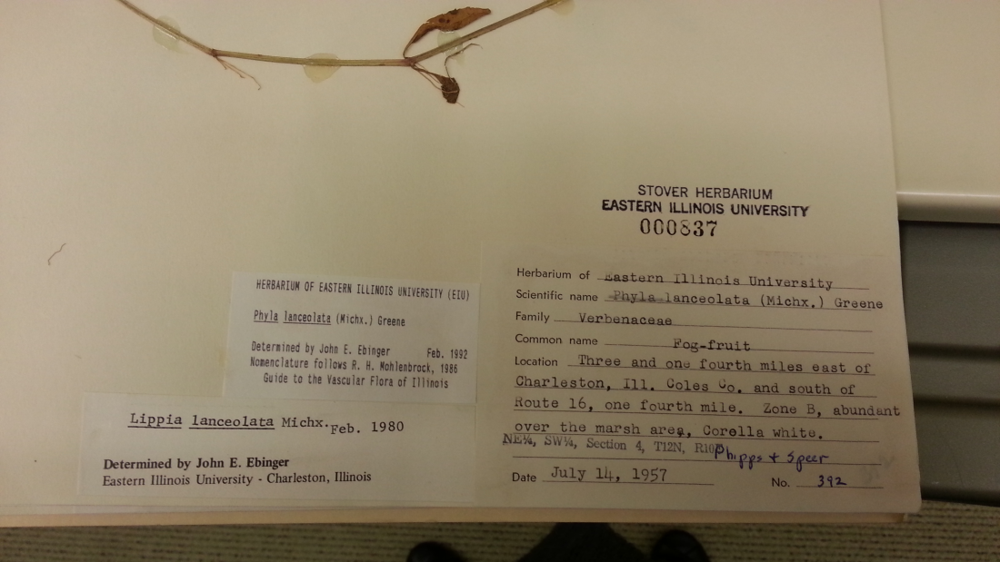 STOVER HERBARIUM
EASTERN ILLINOIS UNIVERSITY
000837
HERBARIUM OF EASTERN ILLINOIS UNIVERSITY (EIU)
Phyla lanceolata (Michx.) Greene
Determined by John E. Ebinger Feb. 1992
Nomenclature follows R. H. Mohlenbrock, 1986
Guide to the Vascular Flora of Illinois
Lippia lanceolata Michx. Feb. 1980
Determined by John E. Ebinger
Eastern Illinois University - Charleston, Illinois
Herbarium of Eastern Illinois University
Scientific name Phyla lanceolata (Michx.) Greene
Family Verbenaceae
Common name Fog-fruit
Location Three and one fourth miles east of
Charleston, Ill. Coles Co. and south of
Route 16, one fourth mile. Zone B, abundant
over the marsh area, Corella white.
NE¼, SW¼, Section 4, T12N, Phipps & Speer
Date July 14, 1957 No. 392